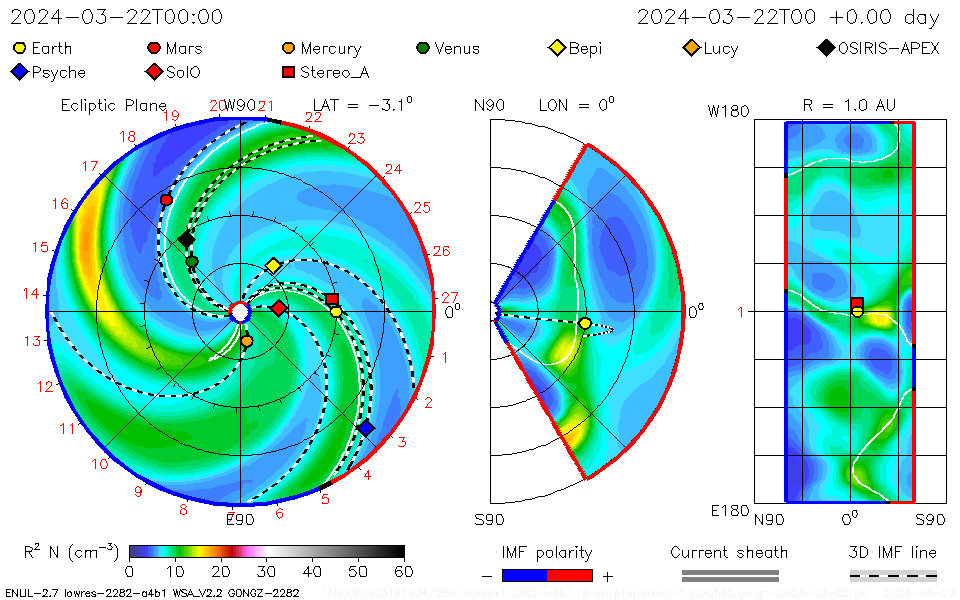 2024-03-22T00:00 2024-03-22T00 +0.00 day
Earth Mars Mercury Venus Bepi Lucy OSIRIS-APEX
Psyche SolO Stereo_A
Ecliptic Plane W90 LAT = -3.1° N90 LON = 0° W180 R = 1.0 AU
19 20 21 22
18 23
17 24
16 25
15 26
14 27 0° 0° 1
13 1
12 2
11 3
10 4
9 5
8 7 6
E90 S90 E180 N90 0° S90
R² N (cm⁻³) IMF polarity Current sheath 3D IMF line
- +
0 10 20 30 40 50 60
ENLIL-2.7 lowres-2282-a4b1 WSA_V2.2 GONGZ-2282